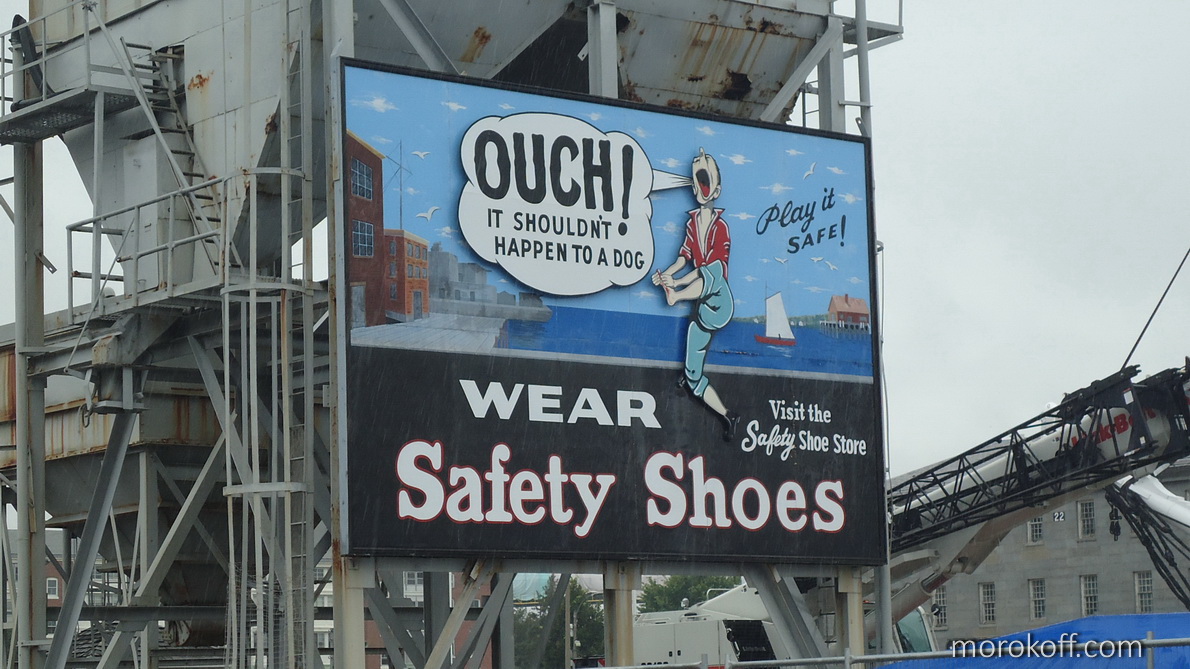 OUCH!
IT SHOULDN'T
HAPPEN TO A DOG
Play it
SAFE!
WEAR
Visit the
Safety Shoe Store
Safety Shoes
22
morokoff.com